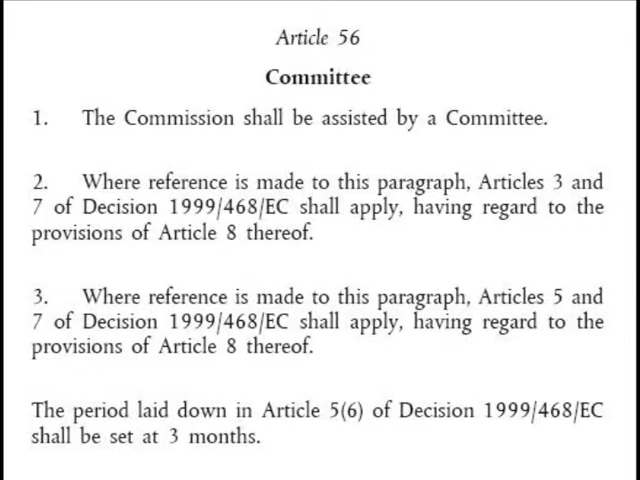 Article 56
Committee
1. The Commission shall be assisted by a Committee.
2. Where reference is made to this paragraph, Articles 3 and
7 of Decision 1999/468/EC shall apply, having regard to the
provisions of Article 8 thereof.
3. Where reference is made to this paragraph, Articles 5 and
7 of Decision 1999/468/EC shall apply, having regard to the
provisions of Article 8 thereof.
The period laid down in Article 5(6) of Decision 1999/468/EC
shall be set at 3 months.